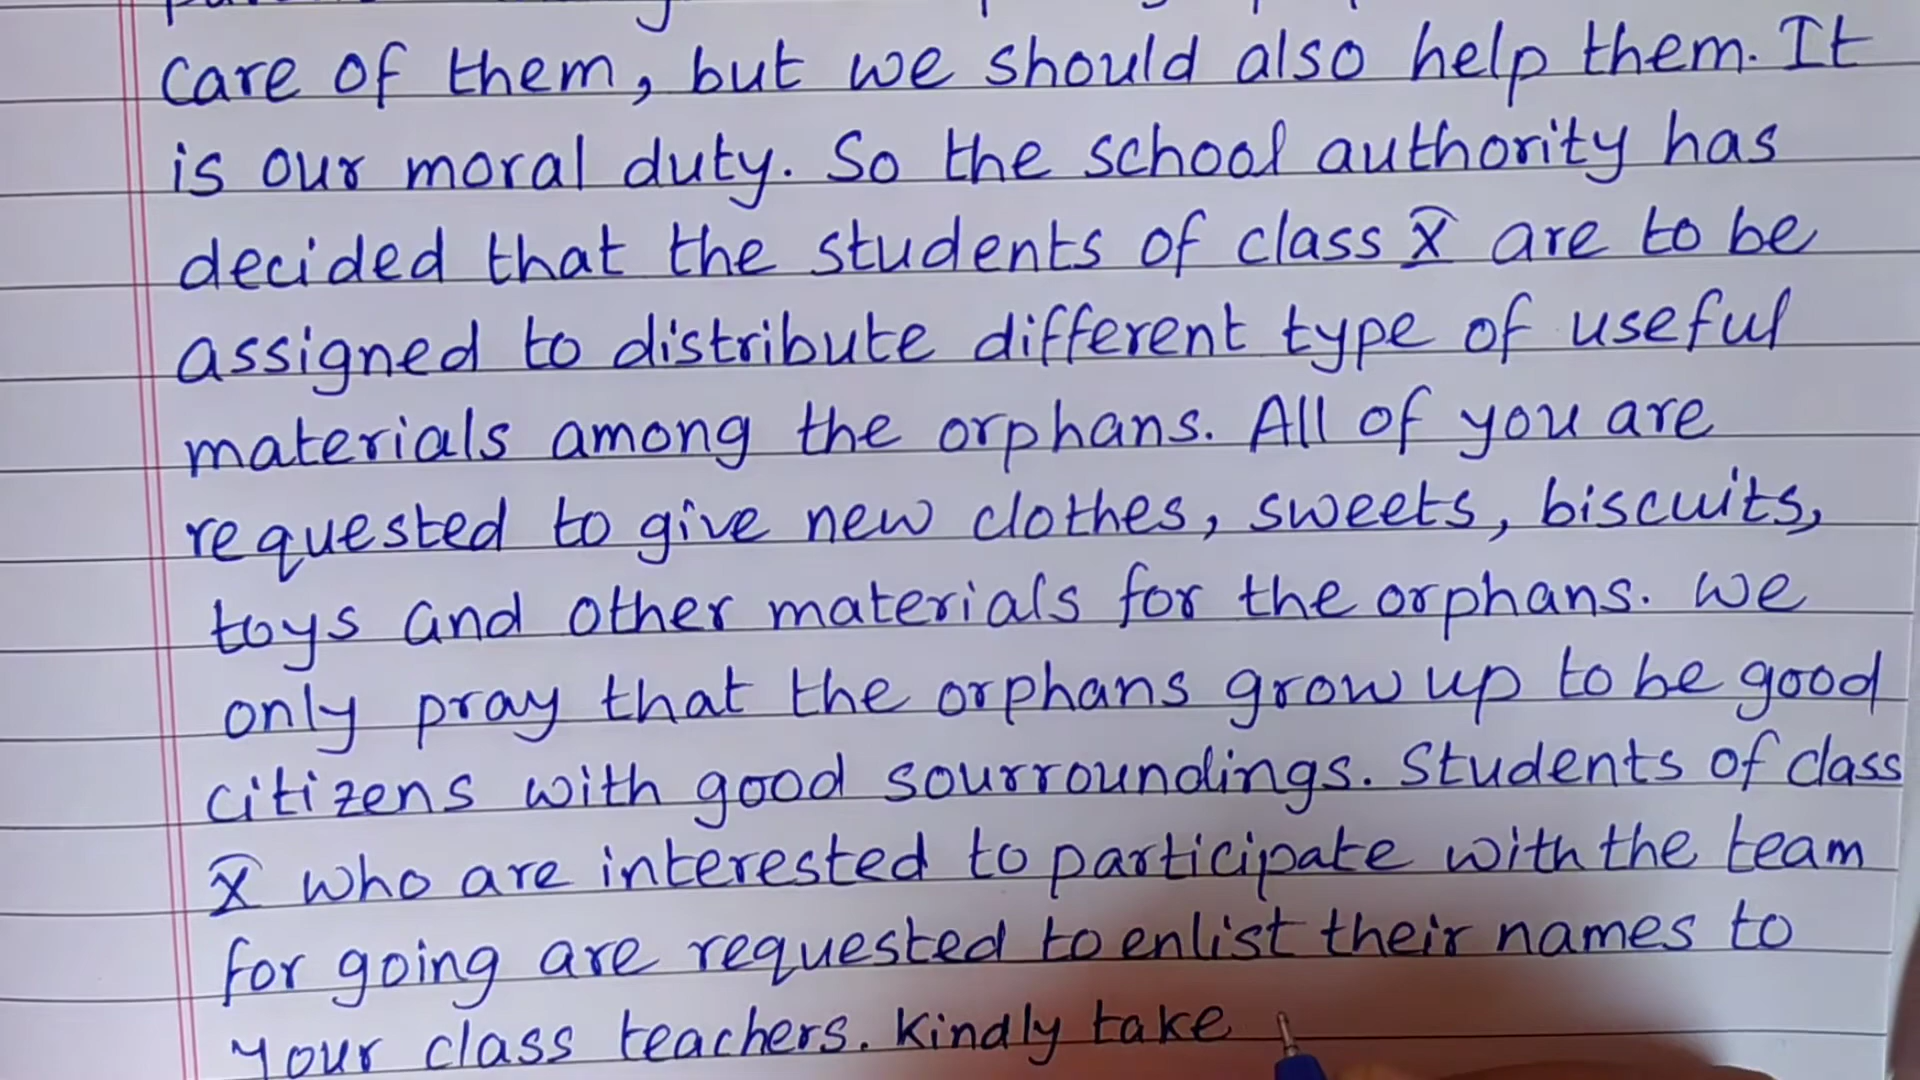 care of them, but we should also help them. It
is our moral duty. So the school authority has
decided that the students of class X are to be
assigned to distribute different type of useful
materials among the orphans. All of you are
requested to give new clothes, sweets, biscuits,
toys and other materials for the orphans. We
only pray that the orphans grow up to be good
citizens with good sourroundings. Students of class
X who are interested to participate with the team
for going are requested to enlist their names to
your class teachers. Kindly take